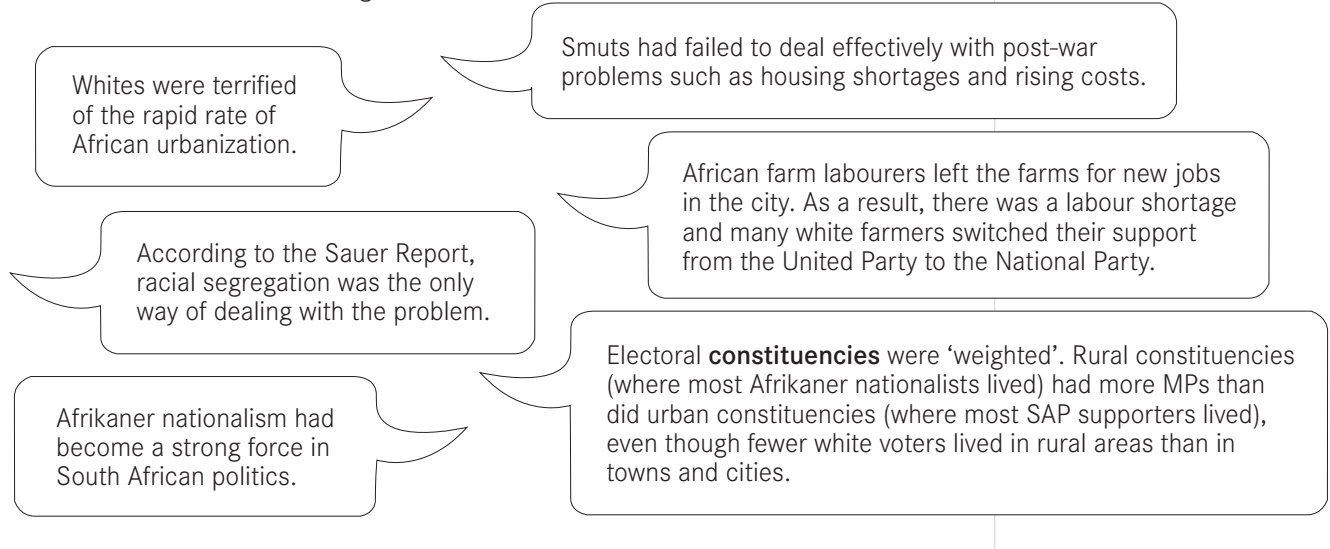 Smuts had failed to deal effectively with post-war
problems such as housing shortages and rising costs.
Whites were terrified
of the rapid rate of
African urbanization.
African farm labourers left the farms for new jobs
in the city. As a result, there was a labour shortage
and many white farmers switched their support
from the United Party to the National Party.
According to the Sauer Report,
racial segregation was the only
way of dealing with the problem.
Electoral constituencies were ‘weighted’. Rural constituencies
(where most Afrikaner nationalists lived) had more MPs than
did urban constituencies (where most SAP supporters lived),
even though fewer white voters lived in rural areas than in
towns and cities.
Afrikaner nationalism had
become a strong force in
South African politics.